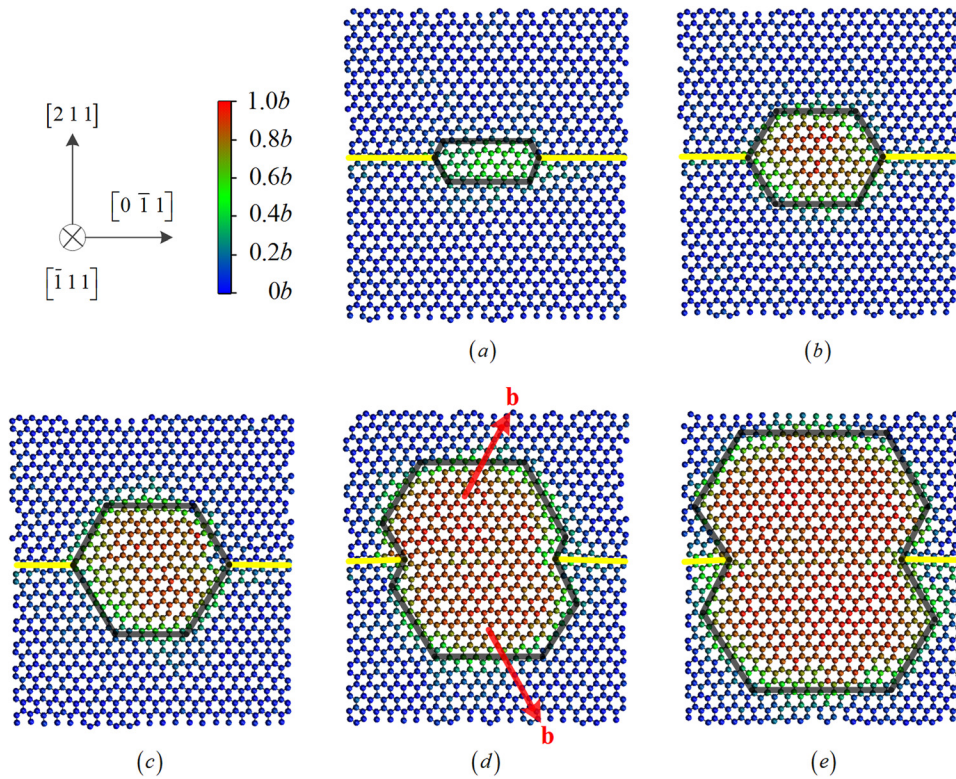 [2 1 1]
[0 1̅ 1]
[1̅ 1 1]
1.0b
0.8b
0.6b
0.4b
0.2b
0b
(a)
(b)
b
b
(c)
(d)
(e)